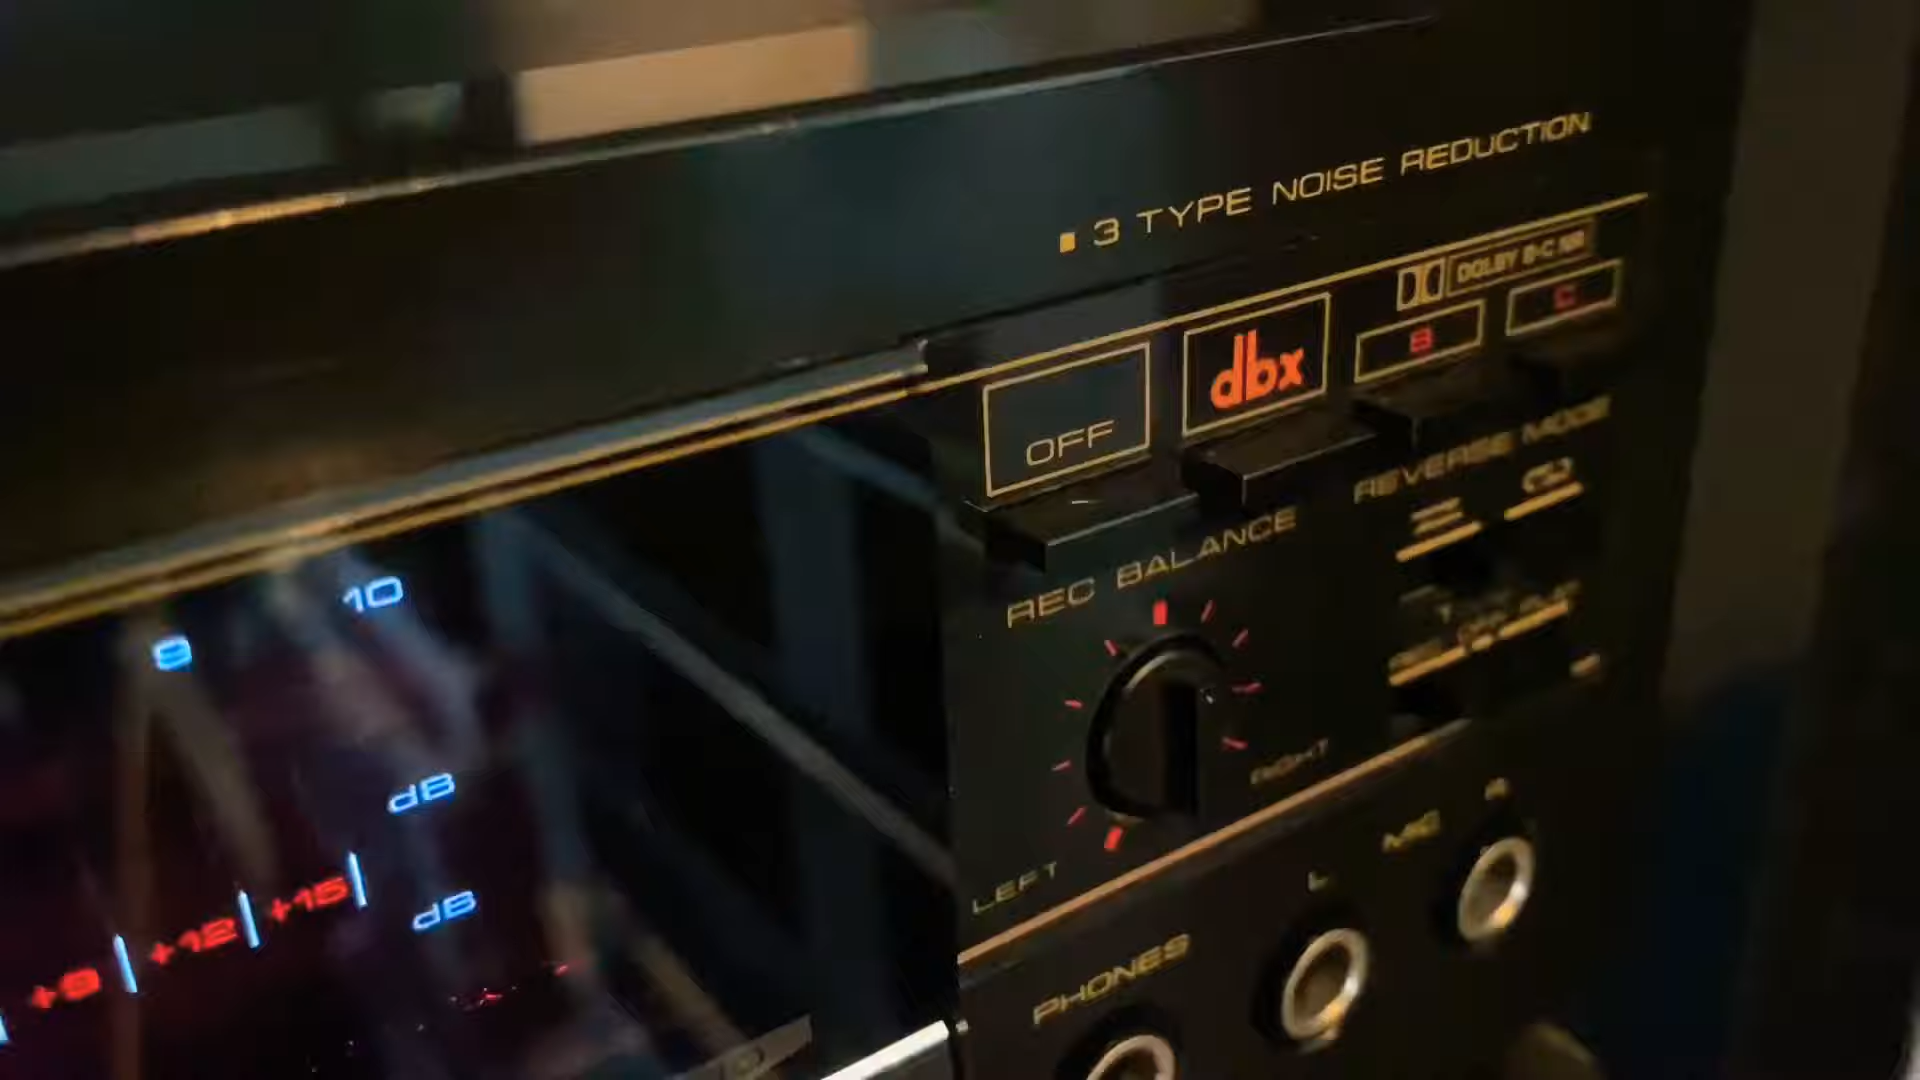 ■ 3 TYPE NOISE REDUCTION
DOLBY B-C NR
OFF
dbx
B
C
REVERSE MODE
REC BALANCE
LEFT
RIGHT
PHONES
L
MIC
R
8
10
dB
dB
+9
+12
+15